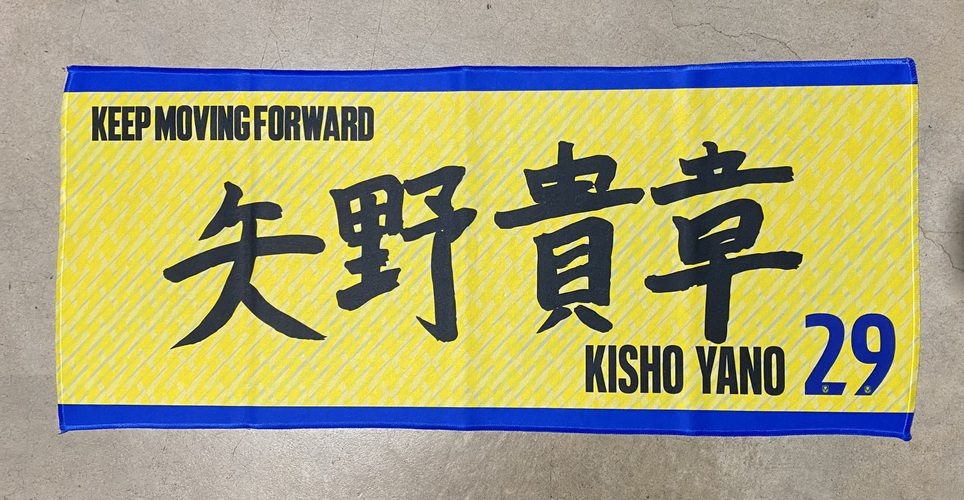 KEEP MOVING FORWARD
矢野貴章
KISHO YANO 29